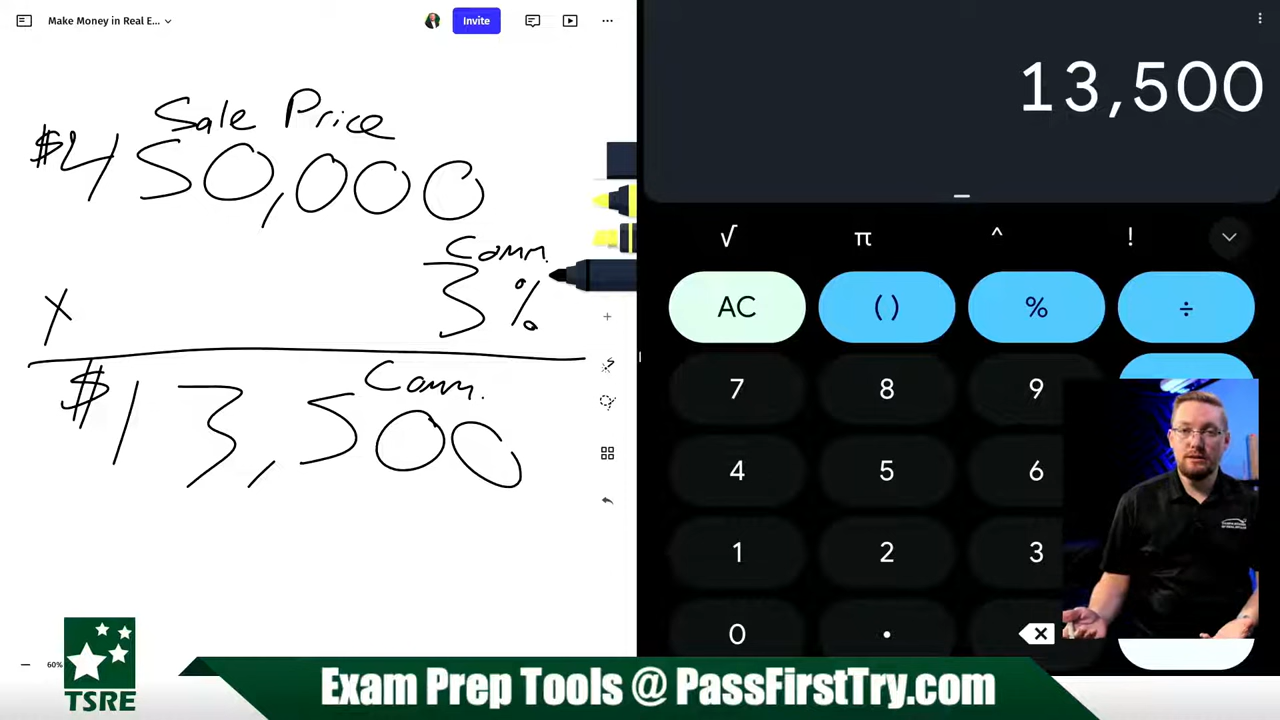 Make Money in Real E...
Invite
Sale Price
$450,000
Comm.
x 3%
Comm.
$13,500
60%
13,500
√ π ^ !
AC () % ÷
7 8 9
4 5 6
1 2 3
0 .
TSRE
Exam Prep Tools @ PassFirstTry.com